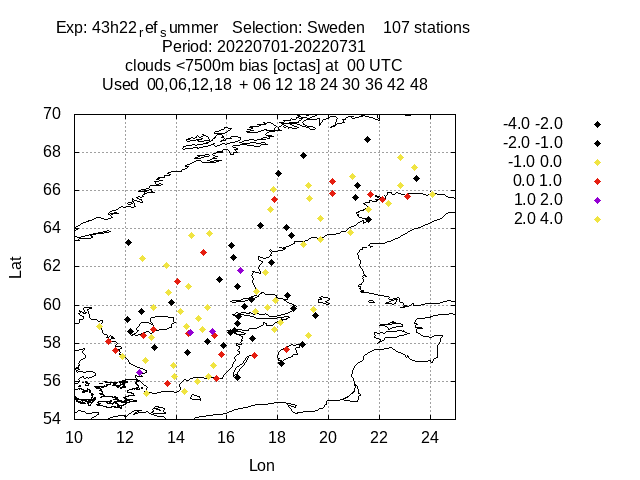 Exp: 43h22refsummer   Selection: Sweden    107 stations
Period: 20220701-20220731
clouds <7500m bias [octas] at  00 UTC
Used  00,06,12,18  + 06 12 18 24 30 36 42 48
70
68
66
64
62
60
58
56
54
Lat
10 12 14 16 18 20 22 24
Lon
-4.0 -2.0
-2.0 -1.0
-1.0 0.0
0.0 1.0
1.0 2.0
2.0 4.0